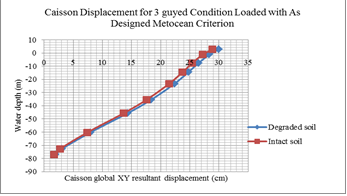 Caisson Displacement for 3 guyed Condition Loaded with As
Designed Metocean Criterion
Water depth (m)
10
0
-10
-20
-30
-40
-50
-60
-70
-80
-90
0 5 10 15 20 25 30 35
Degraded soil
Intact soil
Caisson global XY resultant displacement (cm)